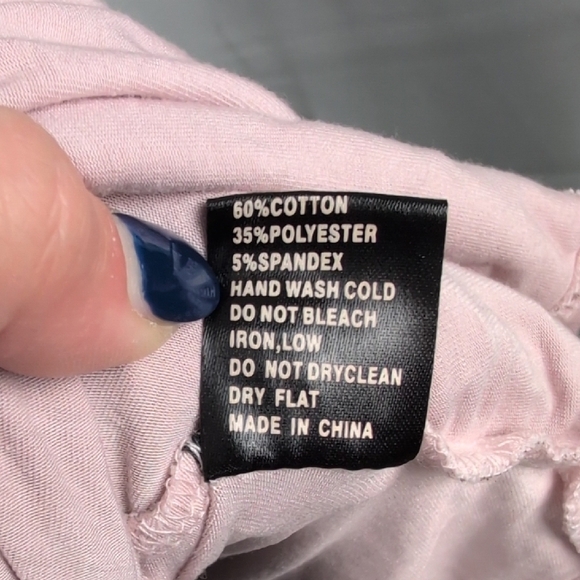 60%COTTON
35%POLYESTER
5%SPANDEX
HAND WASH COLD
DO NOT BLEACH
IRON,LOW
DO NOT DRYCLEAN
DRY FLAT
MADE IN CHINA